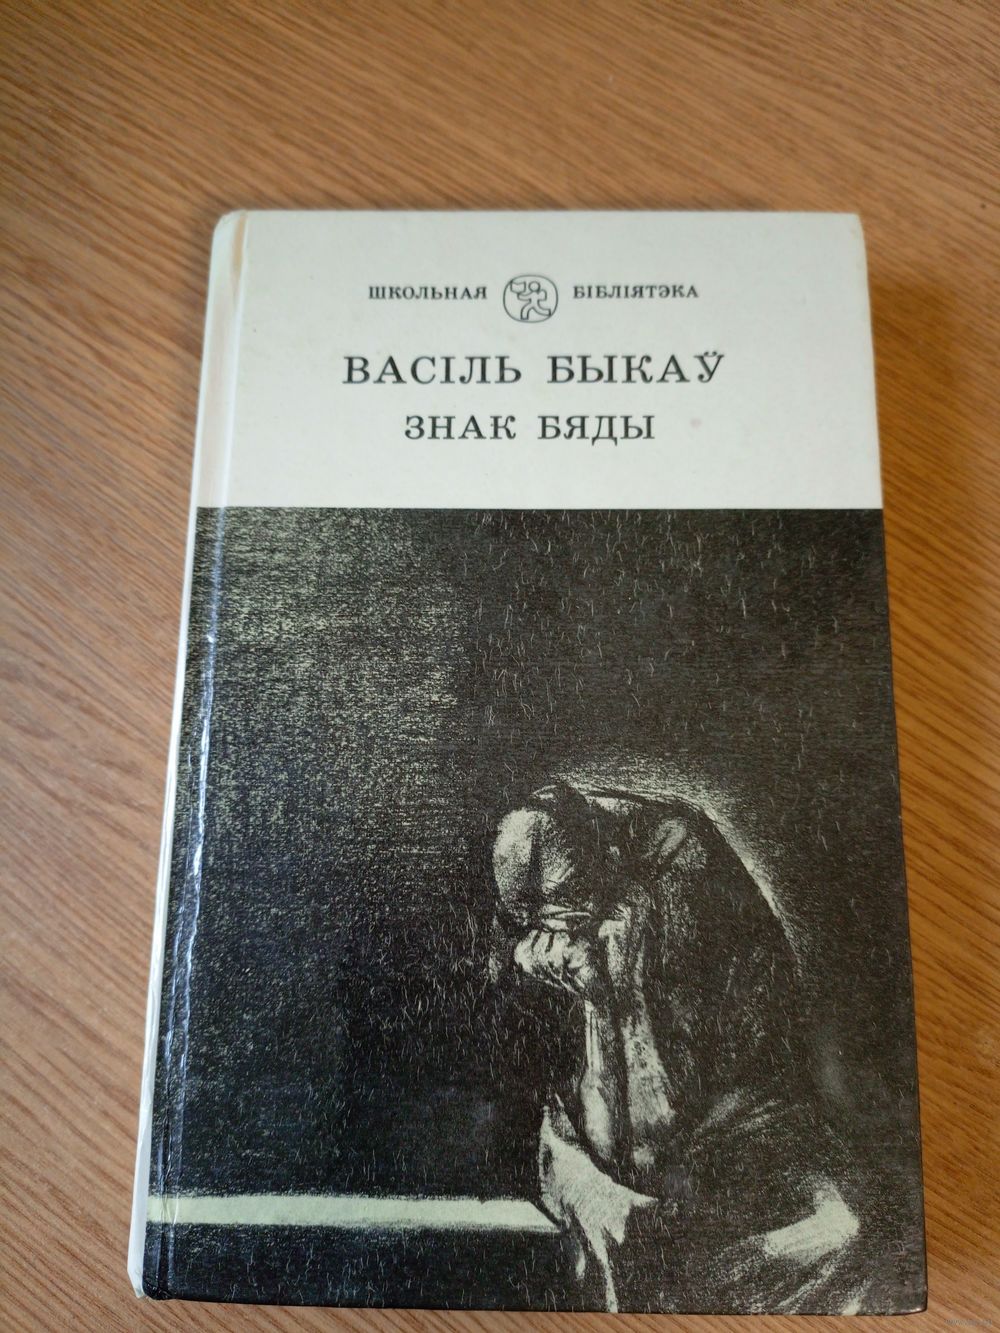 ШКОЛЬНАЯ БІБЛІЯТЭКА
ВАСІЛЬ БЫКАЎ
ЗНАК БЯДЫ